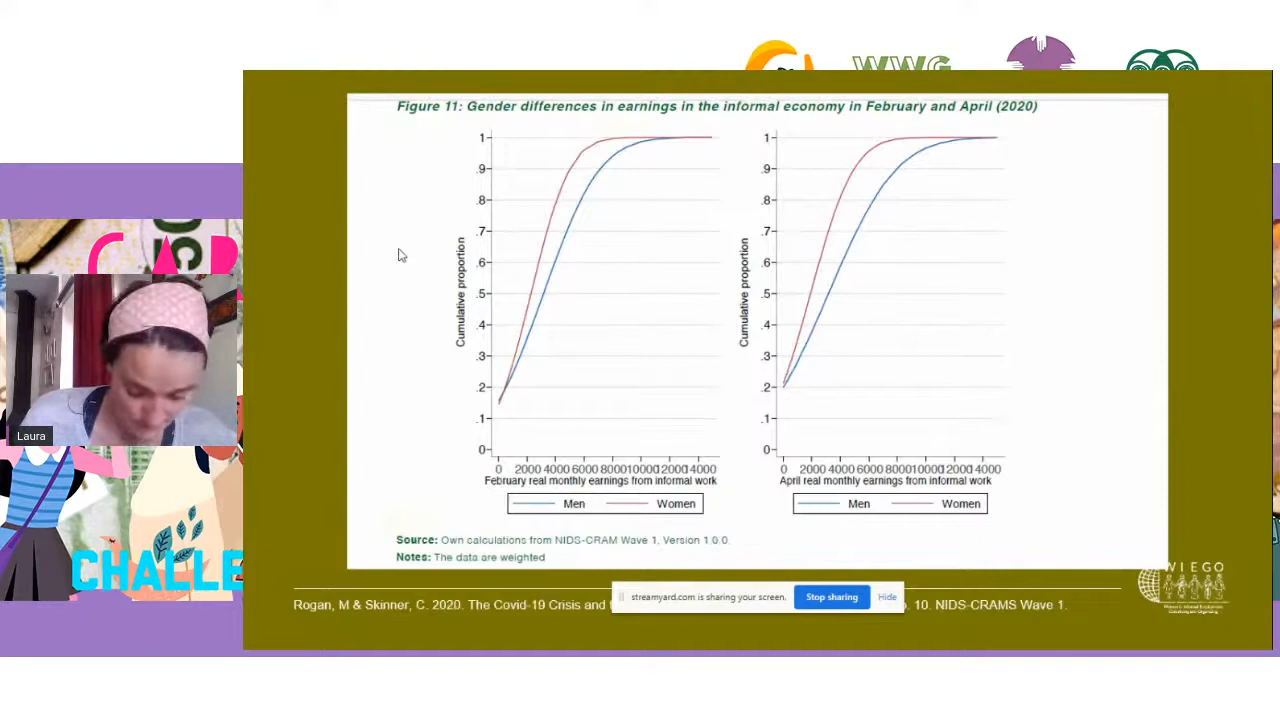 WWG
Figure 11: Gender differences in earnings in the informal economy in February and April (2020)
1
.9
.8
.7
.6
.5
.4
.3
.2
.1
0
Cumulative proportion
0 2000 4000 6000 8000 10000 12000 14000
February real monthly earnings from informal work
Men Women
1
.9
.8
.7
.6
.5
.4
.3
.2
.1
0
Cumulative proportion
0 2000 4000 6000 8000 10000 12000 14000
April real monthly earnings from informal work
Men Women
Source: Own calculations from NIDS-CRAM Wave 1, Version 1.0.0.
Notes: The data are weighted
Laura
CAR
CHALLE
streamyard.com is sharing your screen. Stop sharing Hide
Rogan, M & Skinner, C. 2020. The Covid-19 Crisis and t
10. NIDS-CRAMS Wave 1.
WIEGO